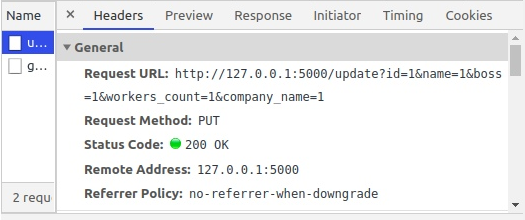 Name
Headers Preview Response Initiator Timing Cookies
u...
g...
General
Request URL: http://127.0.0.1:5000/update?id=1&name=1&boss
=1&workers_count=1&company_name=1
Request Method: PUT
Status Code: 200 OK
Remote Address: 127.0.0.1:5000
Referrer Policy: no-referrer-when-downgrade
2 requ